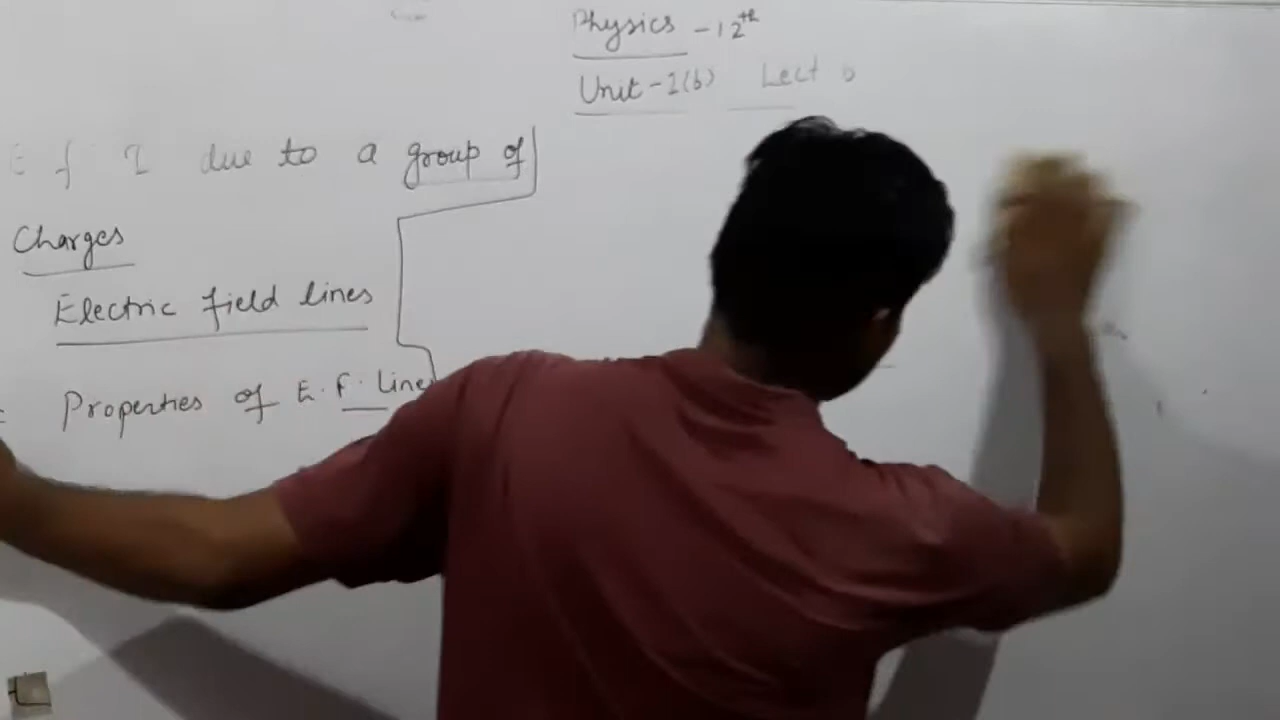 Physics - 12th
Unit - 1(b) Lect
due to a group of
Charges
Electric field lines
Properties of E.F. Line